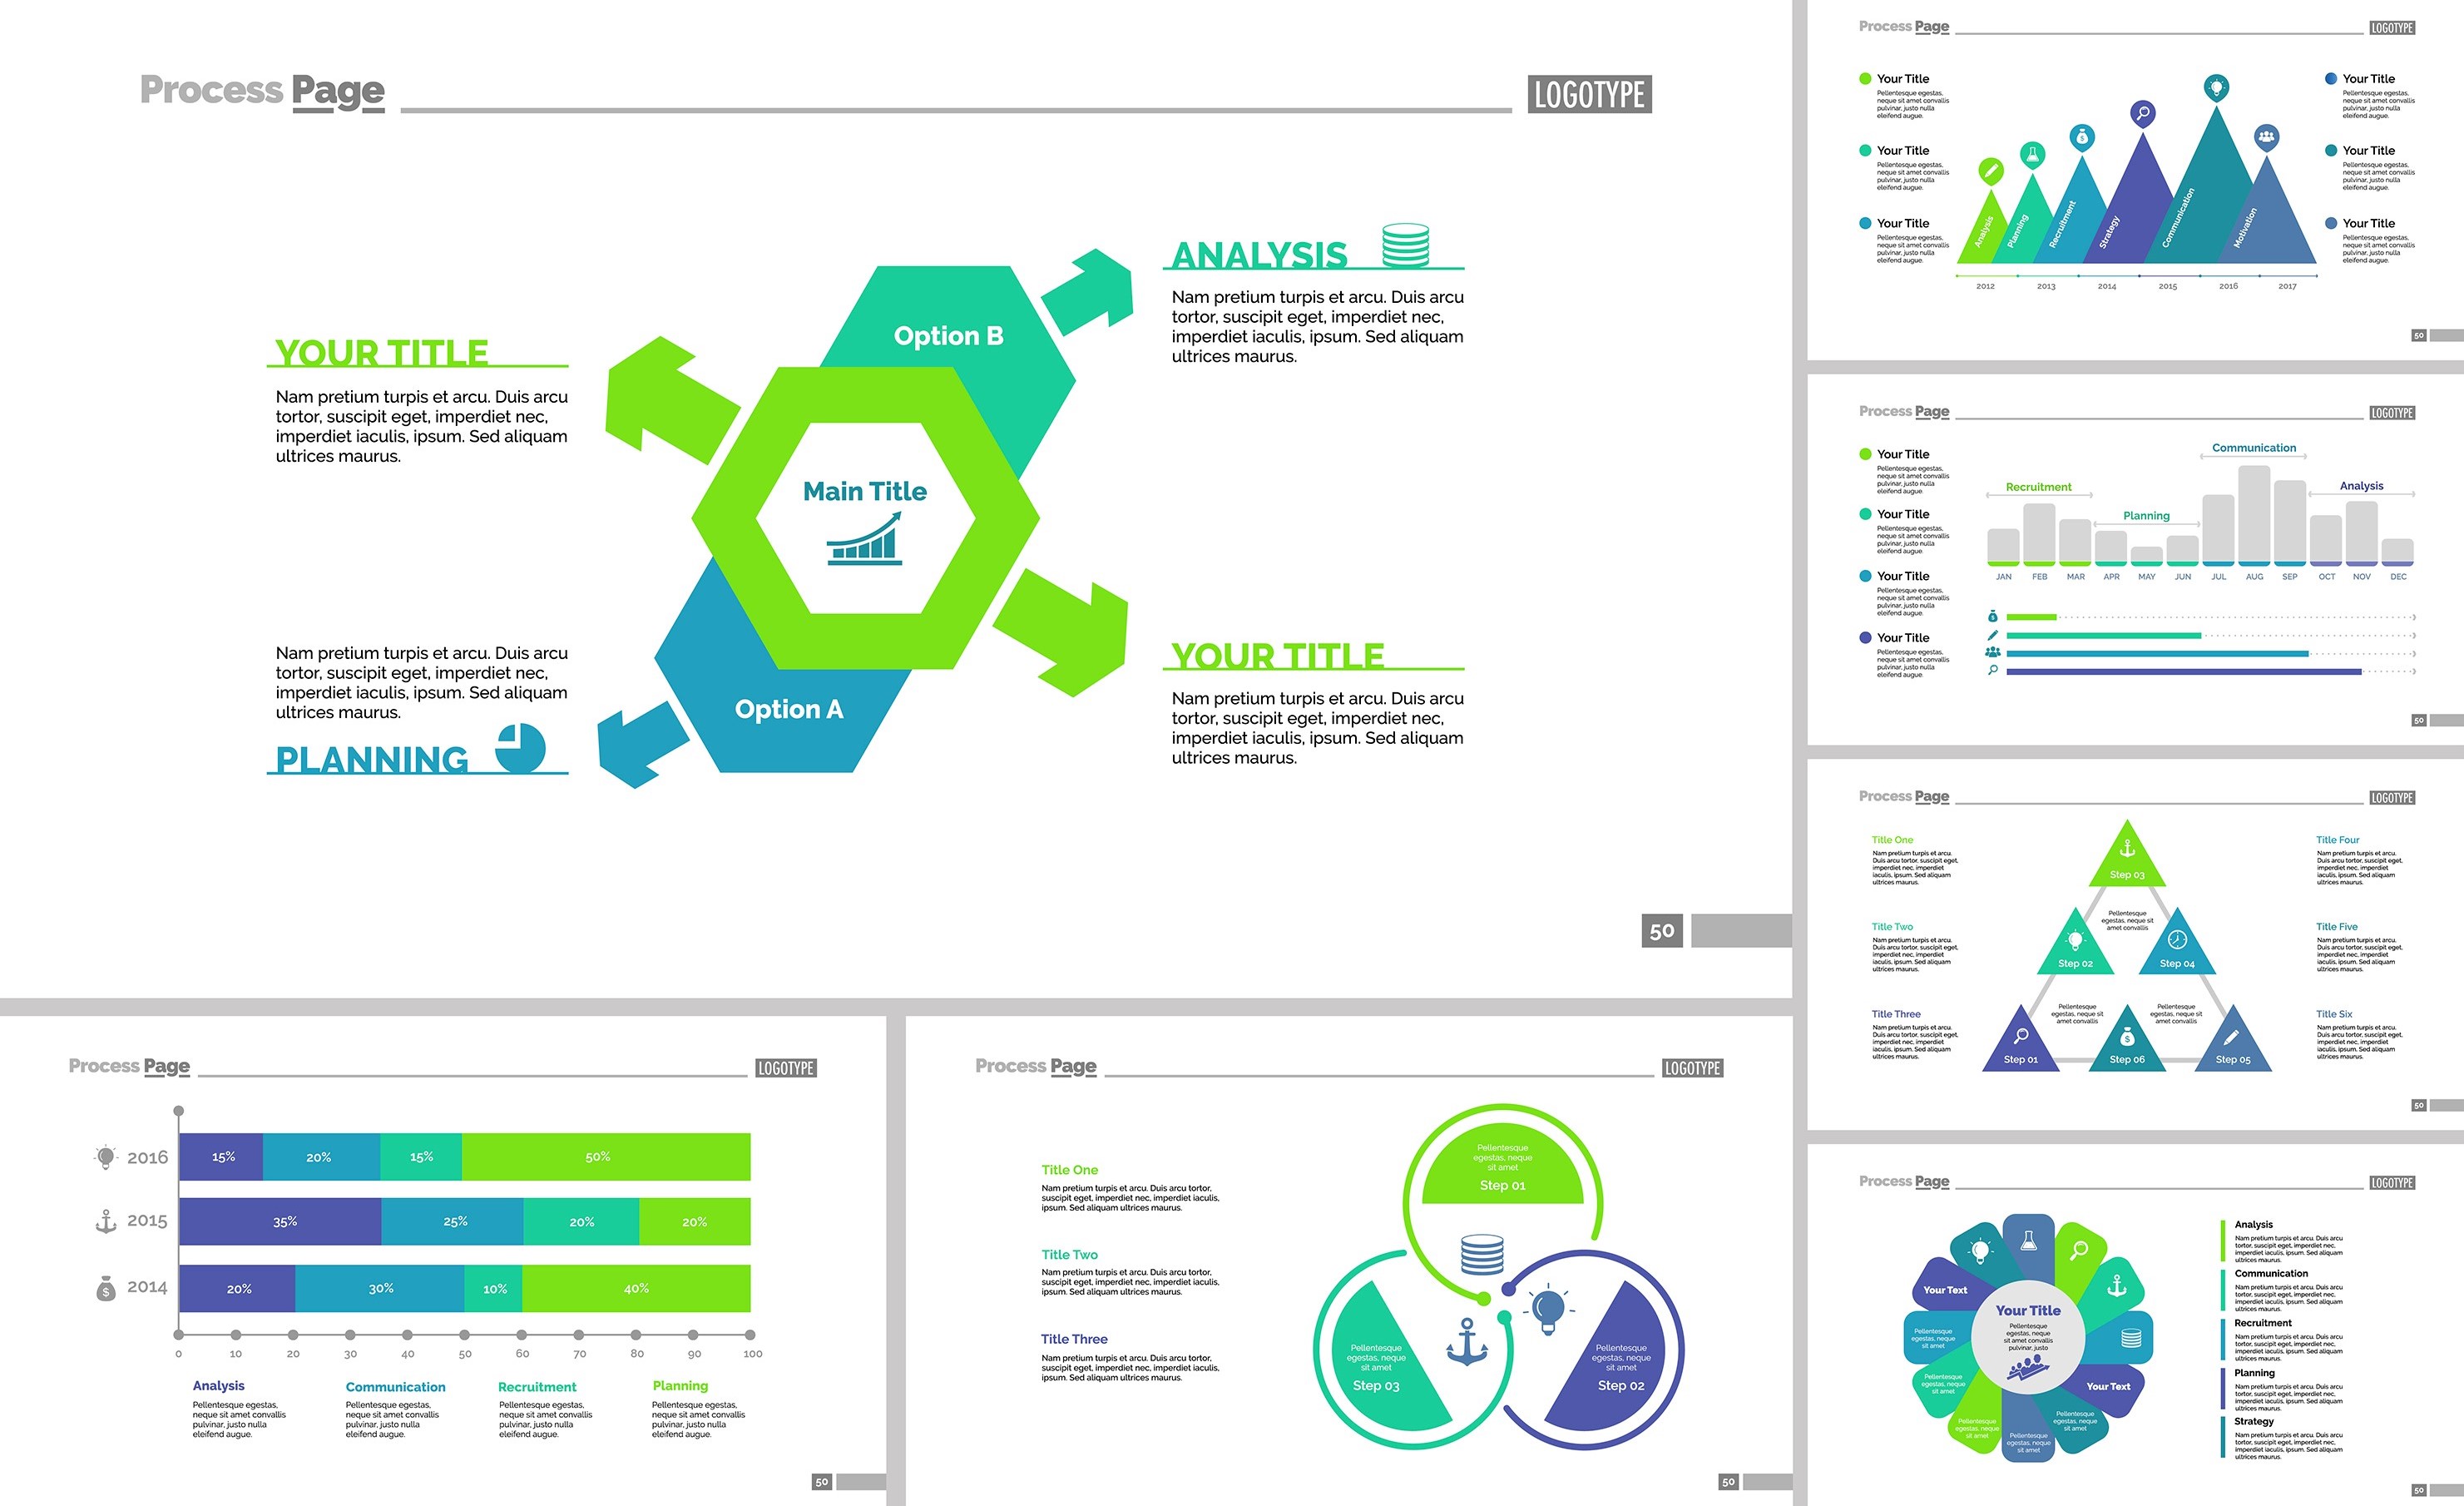 Process Page
LOGOTYPE
YOUR TITLE
Nam pretium turpis et arcu. Duis arcu
tortor, suscipit eget, imperdiet nec,
imperdiet iaculis, ipsum. Sed aliquam
ultrices maurus.
Option B
ANALYSIS
Nam pretium turpis et arcu. Duis arcu
tortor, suscipit eget, imperdiet nec,
imperdiet iaculis, ipsum. Sed aliquam
ultrices maurus.
Main Title
Nam pretium turpis et arcu. Duis arcu
tortor, suscipit eget, imperdiet nec,
imperdiet iaculis, ipsum. Sed aliquam
ultrices maurus.
PLANNING
Option A
YOUR TITLE
Nam pretium turpis et arcu. Duis arcu
tortor, suscipit eget, imperdiet nec,
imperdiet iaculis, ipsum. Sed aliquam
ultrices maurus.
50
Process Page
LOGOTYPE
Your Title
Pellentesque egestas,
neque sit amet convallis
pulvinar, justo nulla
eleifend augue.
Your Title
Pellentesque egestas,
neque sit amet convallis
pulvinar, justo nulla
eleifend augue.
Your Title
Pellentesque egestas,
neque sit amet convallis
pulvinar, justo nulla
eleifend augue.
Analysis
Planning
Recruitment
Strategy
Communication
Motivation
2012 2013 2014 2015 2016 2017
Your Title
Pellentesque egestas,
neque sit amet convallis
pulvinar, justo nulla
eleifend augue.
Your Title
Pellentesque egestas,
neque sit amet convallis
pulvinar, justo nulla
eleifend augue.
Your Title
Pellentesque egestas,
neque sit amet convallis
pulvinar, justo nulla
eleifend augue.
50
Process Page
LOGOTYPE
Your Title
Pellentesque egestas,
neque sit amet convallis
pulvinar, justo nulla
eleifend augue.
Your Title
Pellentesque egestas,
neque sit amet convallis
pulvinar, justo nulla
eleifend augue.
Your Title
Pellentesque egestas,
neque sit amet convallis
pulvinar, justo nulla
eleifend augue.
Your Title
Pellentesque egestas,
neque sit amet convallis
pulvinar, justo nulla
eleifend augue.
Recruitment
Planning
Communication
Analysis
JAN FEB MAR APR MAY JUN JUL AUG SEP OCT NOV DEC
50
Process Page
LOGOTYPE
Title One
Nam pretium turpis et arcu.
Duis arcu tortor, suscipit eget,
imperdiet nec, imperdiet
iaculis, ipsum. Sed aliquam
ultrices maurus.
Title Two
Nam pretium turpis et arcu.
Duis arcu tortor, suscipit eget,
imperdiet nec, imperdiet
iaculis, ipsum. Sed aliquam
ultrices maurus.
Title Three
Nam pretium turpis et arcu.
Duis arcu tortor, suscipit eget,
imperdiet nec, imperdiet
iaculis, ipsum. Sed aliquam
ultrices maurus.
Step 03
Pellentesque
egestas, neque sit
amet convallis
Step 02
Step 04
Pellentesque
egestas, neque sit
amet convallis
Pellentesque
egestas, neque sit
amet convallis
Step 01
Step 06
Step 05
Title Four
Nam pretium turpis et arcu.
Duis arcu tortor, suscipit eget,
imperdiet nec, imperdiet
iaculis, ipsum. Sed aliquam
ultrices maurus.
Title Five
Nam pretium turpis et arcu.
Duis arcu tortor, suscipit eget,
imperdiet nec, imperdiet
iaculis, ipsum. Sed aliquam
ultrices maurus.
Title Six
Nam pretium turpis et arcu.
Duis arcu tortor, suscipit eget,
imperdiet nec, imperdiet
iaculis, ipsum. Sed aliquam
ultrices maurus.
50
Process Page
LOGOTYPE
2016 15% 20% 15% 50%
2015 35% 25% 20% 20%
$ 2014 20% 30% 10% 40%
0 10 20 30 40 50 60 70 80 90 100
Analysis
Pellentesque egestas,
neque sit amet convallis
pulvinar, justo nulla
eleifend augue.
Communication
Pellentesque egestas,
neque sit amet convallis
pulvinar, justo nulla
eleifend augue.
Recruitment
Pellentesque egestas,
neque sit amet convallis
pulvinar, justo nulla
eleifend augue.
Planning
Pellentesque egestas,
neque sit amet convallis
pulvinar, justo nulla
eleifend augue.
50
Process Page
LOGOTYPE
Title One
Nam pretium turpis et arcu. Duis arcu tortor,
suscipit eget, imperdiet nec, imperdiet iaculis,
ipsum. Sed aliquam ultrices maurus.
Title Two
Nam pretium turpis et arcu. Duis arcu tortor,
suscipit eget, imperdiet nec, imperdiet iaculis,
ipsum. Sed aliquam ultrices maurus.
Title Three
Nam pretium turpis et arcu. Duis arcu tortor,
suscipit eget, imperdiet nec, imperdiet iaculis,
ipsum. Sed aliquam ultrices maurus.
Pellentesque
egestas, neque
sit amet
Step 01
Pellentesque
egestas, neque
sit amet
Step 03
Pellentesque
egestas, neque
sit amet
Step 02
50
Process Page
LOGOTYPE
Your Text
Pellentesque
egestas, neque
sit amet
Pellentesque
egestas, neque
sit amet
Pellentesque
egestas, neque
sit amet
Pellentesque
egestas, neque
sit amet
Pellentesque
egestas, neque
sit amet
Your Text
Your Title
Pellentesque
egestas, neque
sit amet convallis
pulvinar, justo
Analysis
Nam pretium turpis et arcu. Duis arcu
tortor, suscipit eget, imperdiet nec,
imperdiet iaculis, ipsum. Sed aliquam
ultrices maurus.
Communication
Nam pretium turpis et arcu. Duis arcu
tortor, suscipit eget, imperdiet nec,
imperdiet iaculis, ipsum. Sed aliquam
ultrices maurus.
Recruitment
Nam pretium turpis et arcu. Duis arcu
tortor, suscipit eget, imperdiet nec,
imperdiet iaculis, ipsum. Sed aliquam
ultrices maurus.
Planning
Nam pretium turpis et arcu. Duis arcu
tortor, suscipit eget, imperdiet nec,
imperdiet iaculis, ipsum. Sed aliquam
ultrices maurus.
Strategy
Nam pretium turpis et arcu. Duis arcu
tortor, suscipit eget, imperdiet nec,
imperdiet iaculis, ipsum. Sed aliquam
ultrices maurus.
50